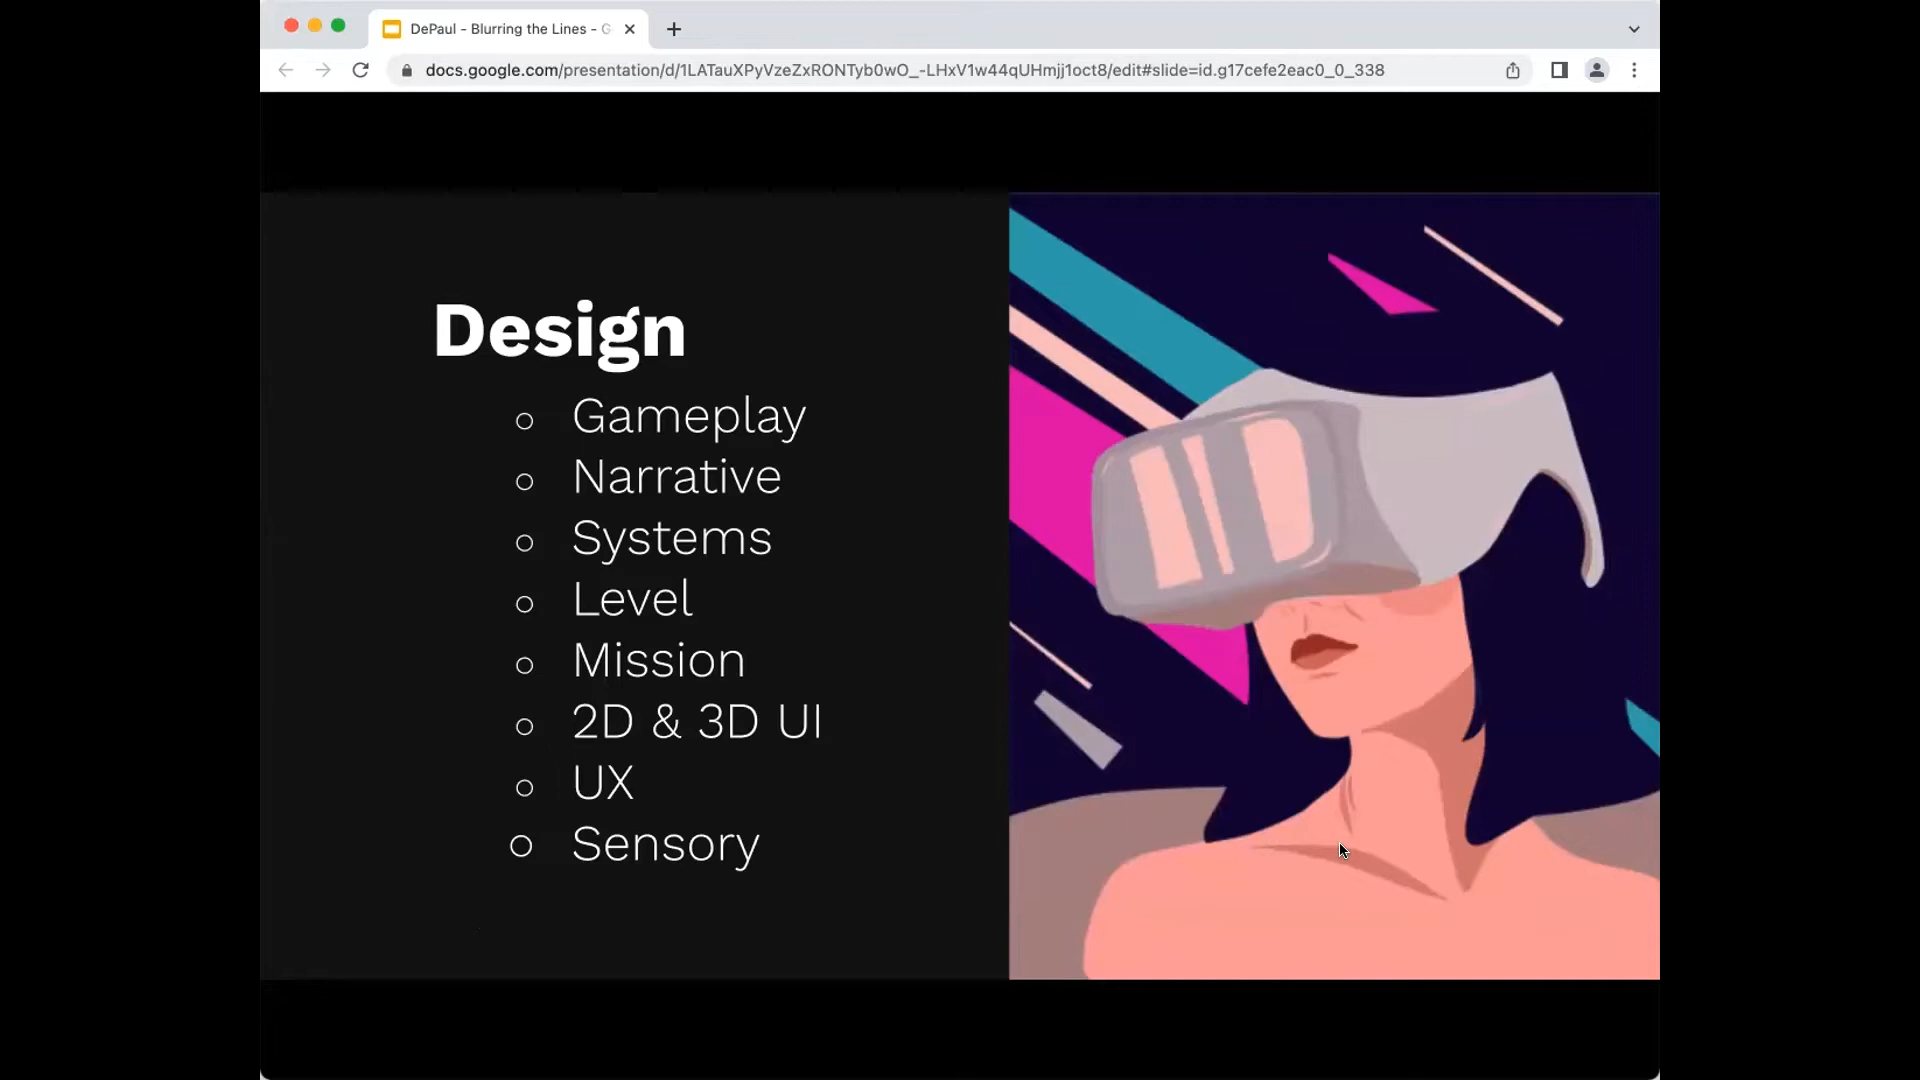 DePaul - Blurring the Lines - G
docs.google.com/presentation/d/1LATauXPyVzeZxRONTyb0wO_-LHxV1w44qUHmjj1oct8/edit#slide=id.g17cefe2eac0_0_338
Design
Gameplay
Narrative
Systems
Level
Mission
2D & 3D UI
UX
Sensory